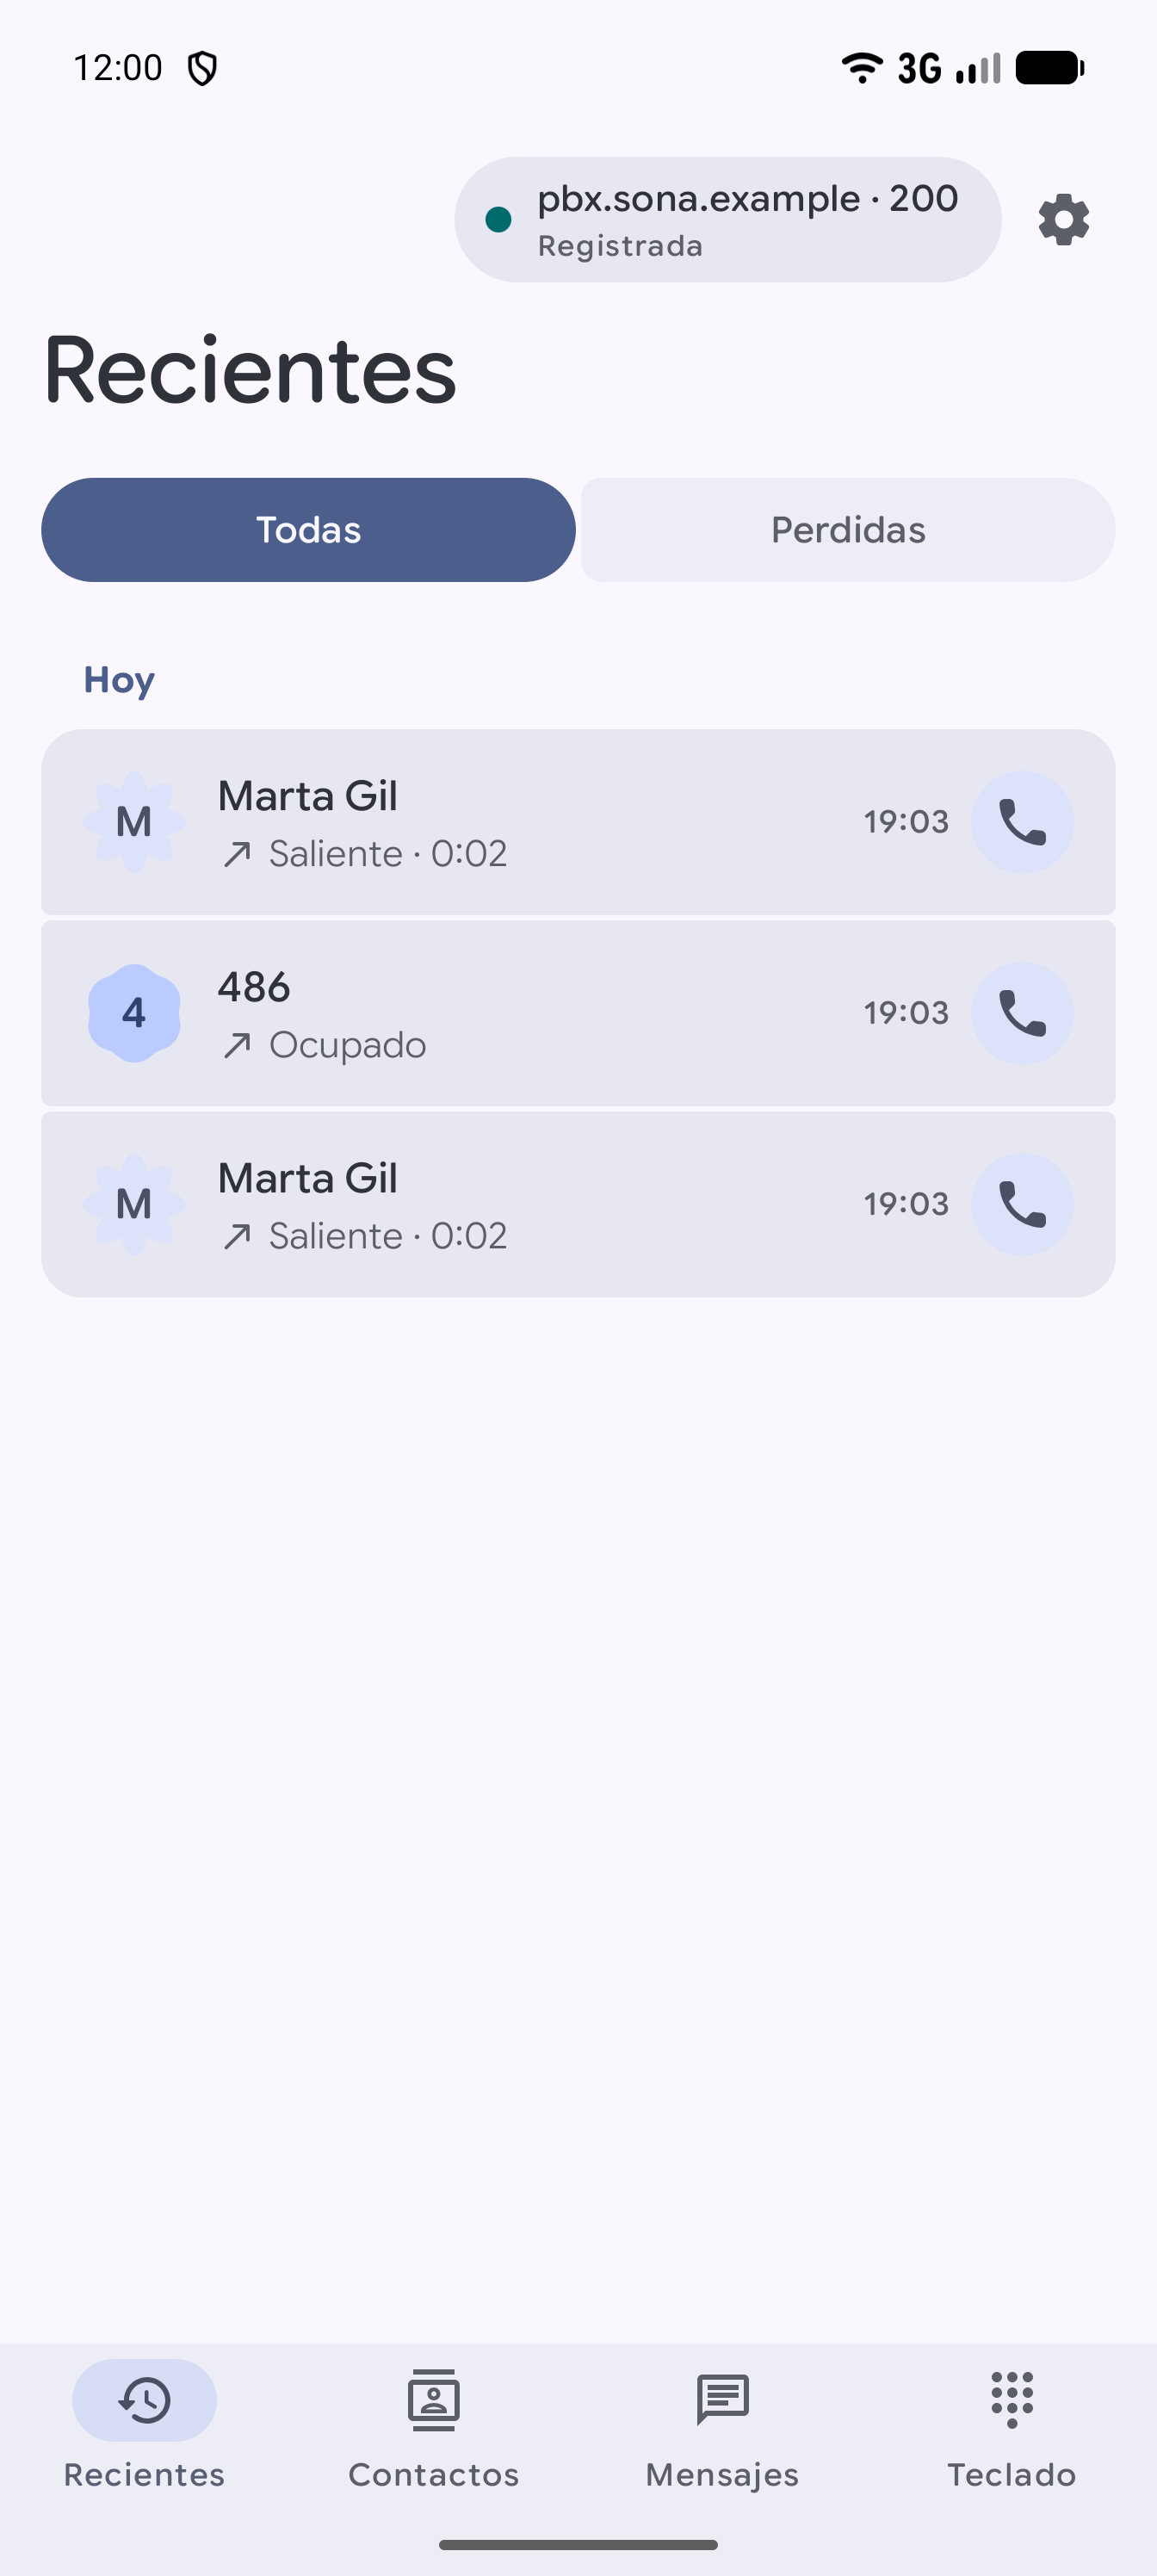 12:00
3G
pbx.sona.example · 200
Registrada
Recientes
Todas
Perdidas
Hoy
M
Marta Gil
Saliente · 0:02
19:03
4
486
Ocupado
19:03
M
Marta Gil
Saliente · 0:02
19:03
Recientes
Contactos
Mensajes
Teclado